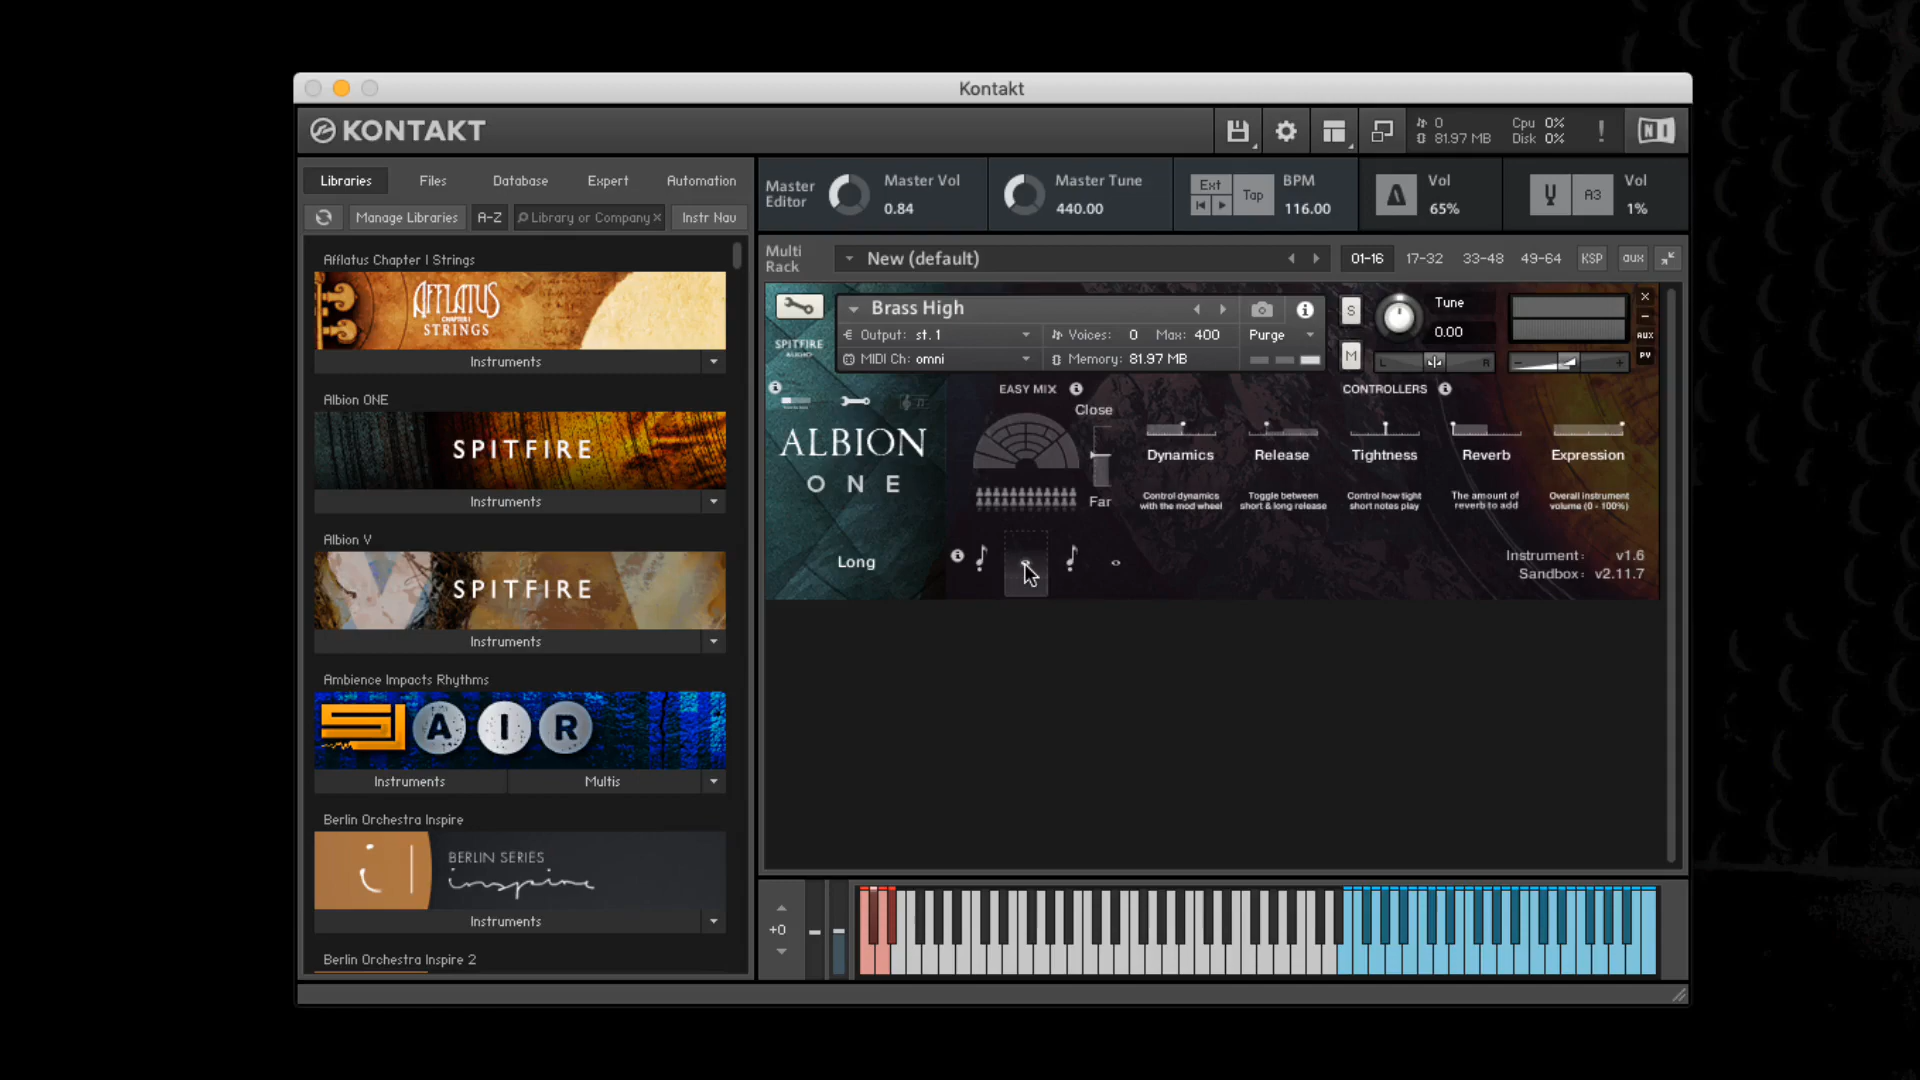 Kontakt
KONTAKT
0
81.97 MB
Cpu 0%
Disk 0%
!
NI
Libraries
Files
Database
Expert
Automation
Manage Libraries
A-Z
Library or Company
Instr Nav
Afflatus Chapter I Strings
AFFLATUS
CHAPTER I
STRINGS
Instruments
Albion ONE
SPITFIRE
Instruments
Albion V
SPITFIRE
Instruments
Ambience Impacts Rhythms
AIR
Instruments
Multis
Berlin Orchestra Inspire
BERLIN SERIES
inspire
Instruments
Berlin Orchestra Inspire 2
Master Editor
Master Vol
0.84
Master Tune
440.00
Ext
Tap
BPM
116.00
Vol
65%
A3
Vol
1%
Multi Rack
New (default)
01-16
17-32
33-48
49-64
KSP
aux
Brass High
Output: st. 1
Voices: 0 Max: 400
Purge
MIDI Ch: omni
Memory: 81.97 MB
S
M
Tune
0.00
L
R
AUX
PV
SPITFIRE
AUDIO
ALBION
ONE
Long
EASY MIX
Close
Far
CONTROLLERS
Dynamics
Control dynamics
with the mod wheel
Release
Toggle between
short & long release
Tightness
Control how tight
short notes play
Reverb
The amount of
reverb to add
Expression
Overall instrument
volume (0 - 100%)
Instrument: v1.6
Sandbox: v2.11.7
+0